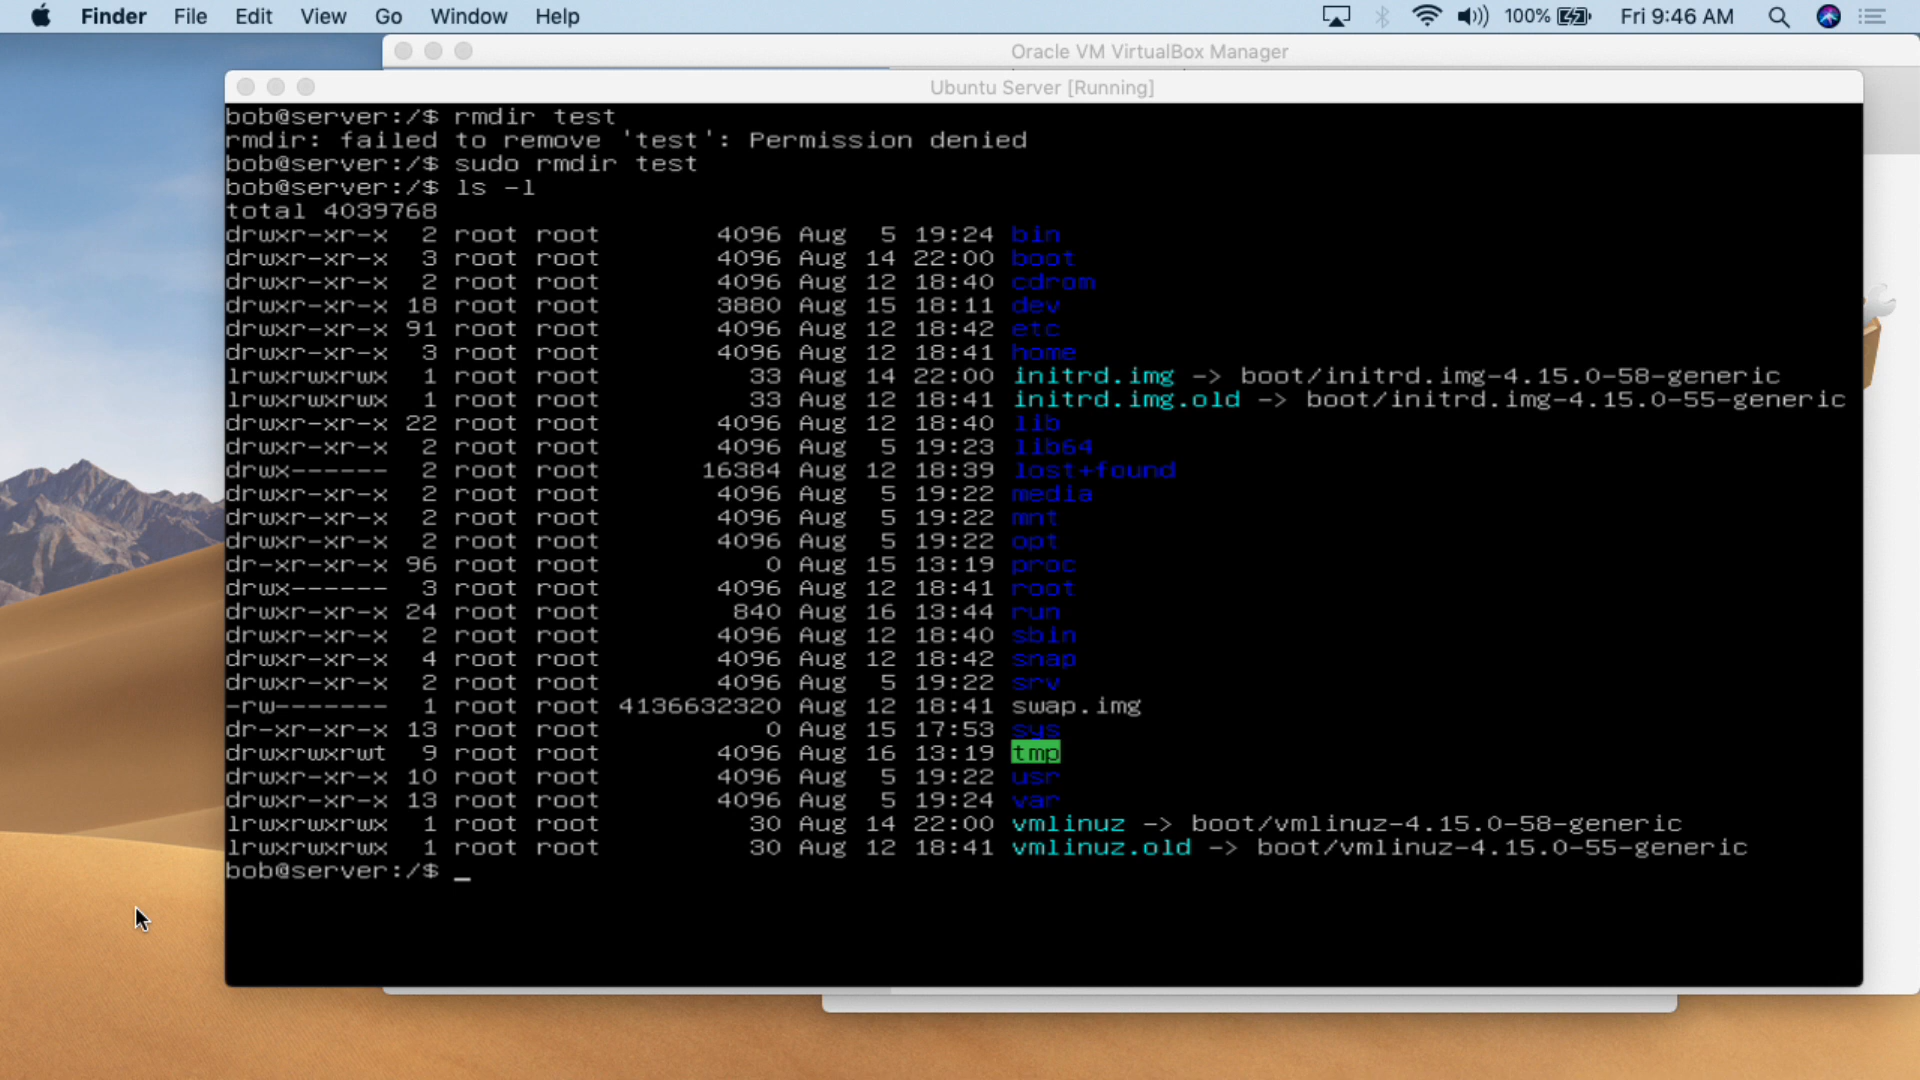 Finder File Edit View Go Window Help 100% Fri 9:46 AM
Oracle VM VirtualBox Manager
Ubuntu Server [Running]
bob@server:/$ rmdir test
rmdir: failed to remove 'test': Permission denied
bob@server:/$ sudo rmdir test
bob@server:/$ ls -l
total 4039768
drwxr-xr-x 2 root root 4096 Aug 5 19:24 bin
drwxr-xr-x 3 root root 4096 Aug 14 22:00 boot
drwxr-xr-x 2 root root 4096 Aug 12 18:40 cdrom
drwxr-xr-x 18 root root 3880 Aug 15 18:11 dev
drwxr-xr-x 91 root root 4096 Aug 12 18:42 etc
drwxr-xr-x 3 root root 4096 Aug 12 18:41 home
lrwxrwxrwx 1 root root 33 Aug 14 22:00 initrd.img -> boot/initrd.img-4.15.0-58-generic
lrwxrwxrwx 1 root root 33 Aug 12 18:41 initrd.img.old -> boot/initrd.img-4.15.0-55-generic
drwxr-xr-x 22 root root 4096 Aug 12 18:40 lib
drwxr-xr-x 2 root root 4096 Aug 5 19:23 lib64
drwx------ 2 root root 16384 Aug 12 18:39 lost+found
drwxr-xr-x 2 root root 4096 Aug 5 19:22 media
drwxr-xr-x 2 root root 4096 Aug 5 19:22 mnt
drwxr-xr-x 2 root root 4096 Aug 5 19:22 opt
dr-xr-xr-x 96 root root 0 Aug 15 13:19 proc
drwx------ 3 root root 4096 Aug 12 18:41 root
drwxr-xr-x 24 root root 840 Aug 16 13:44 run
drwxr-xr-x 2 root root 4096 Aug 12 18:40 sbin
drwxr-xr-x 4 root root 4096 Aug 12 18:42 snap
drwxr-xr-x 2 root root 4096 Aug 5 19:22 srv
-rw------- 1 root root 4136632320 Aug 12 18:41 swap.img
dr-xr-xr-x 13 root root 0 Aug 15 17:53 sys
drwxrwxrwt 9 root root 4096 Aug 16 13:19 tmp
drwxr-xr-x 10 root root 4096 Aug 5 19:22 usr
drwxr-xr-x 13 root root 4096 Aug 5 19:24 var
lrwxrwxrwx 1 root root 30 Aug 14 22:00 vmlinuz -> boot/vmlinuz-4.15.0-58-generic
lrwxrwxrwx 1 root root 30 Aug 12 18:41 vmlinuz.old -> boot/vmlinuz-4.15.0-55-generic
bob@server:/$ _